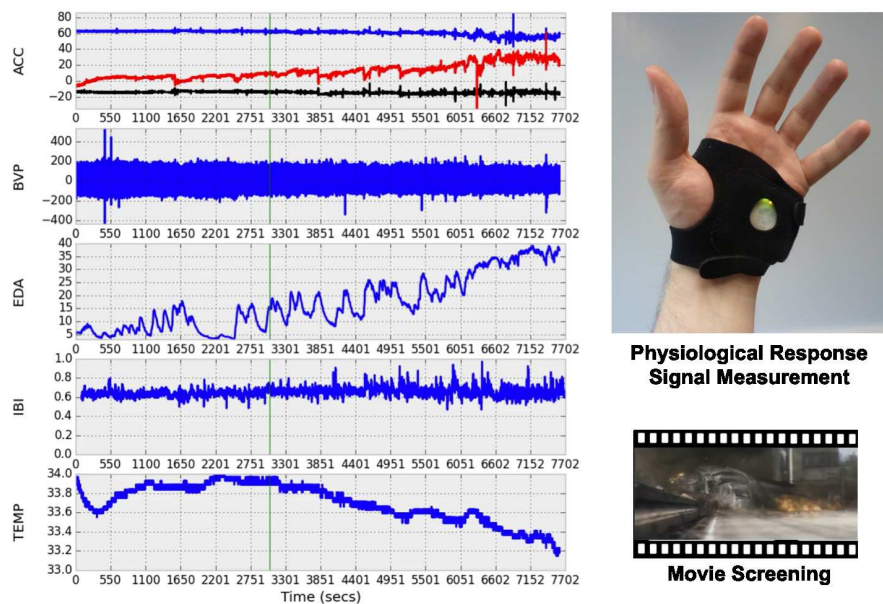 ACC
80
60
40
20
0
−20
0 550 1100 1650 2201 2751 3301 3851 4401 4951 5501 6051 6602 7152 7702
BVP
400
200
0
−200
−400
0 550 1100 1650 2201 2751 3301 3851 4401 4951 5501 6051 6602 7152 7702
EDA
40
35
30
25
20
15
10
5
0 550 1100 1650 2201 2751 3301 3851 4401 4951 5501 6051 6602 7152 7702
IBI
1.0
0.8
0.6
0.4
0.2
0.0
0 550 1100 1650 2201 2751 3301 3851 4401 4951 5501 6051 6602 7152 7702
TEMP
34.0
33.8
33.6
33.4
33.2
33.0
0 550 1100 1650 2201 2751 3301 3851 4401 4951 5501 6051 6602 7152 7702
Time (secs)
Physiological Response
Signal Measurement
Movie Screening